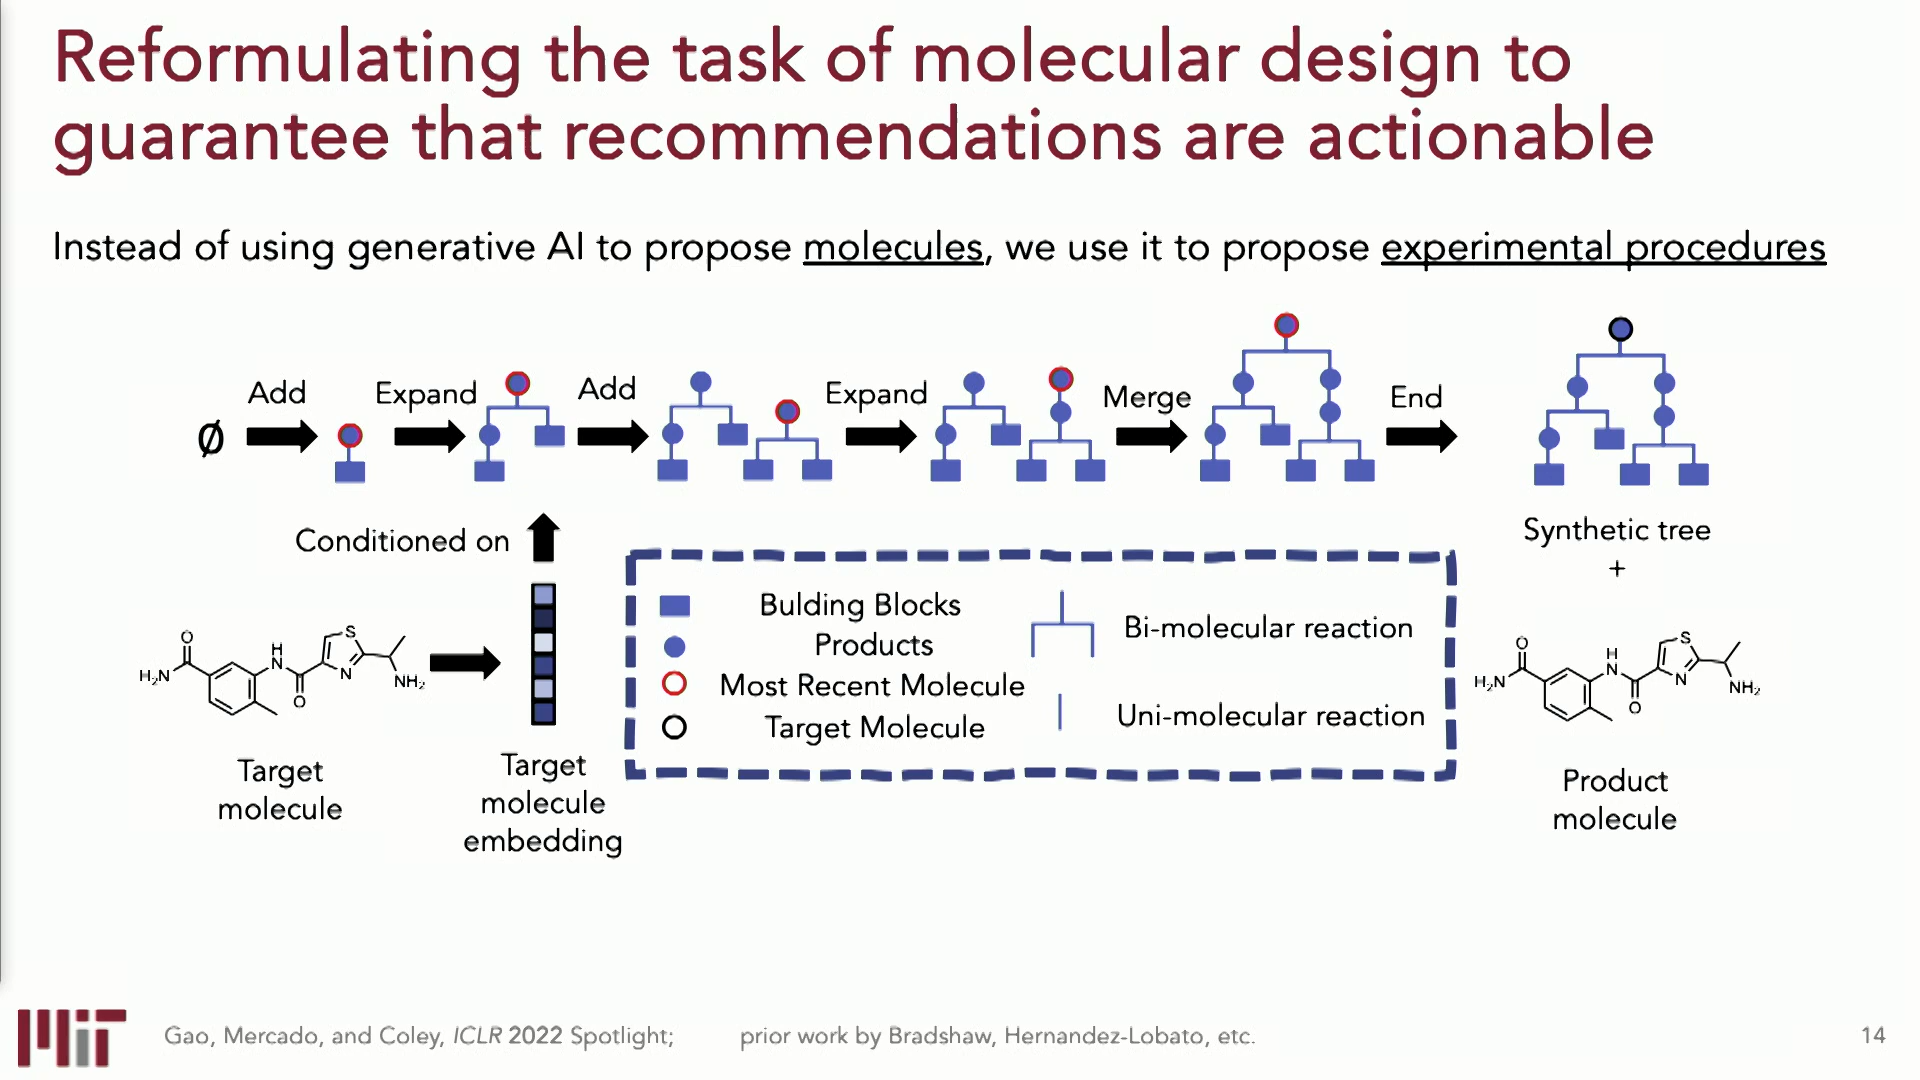 Reformulating the task of molecular design to
guarantee that recommendations are actionable
Instead of using generative AI to propose molecules, we use it to propose experimental procedures
Add
Expand
Add
Expand
Merge
End
∅
Conditioned on
Synthetic tree
+
Bulding Blocks
Products
Most Recent Molecule
Target Molecule
Bi-molecular reaction
Uni-molecular reaction
O
H₂N
H
N
O
S
N
NH₂
O
H₂N
H
N
O
S
N
NH₂
Target
molecule
Target
molecule
embedding
Product
molecule
MIT
Gao, Mercado, and Coley, ICLR 2022 Spotlight; prior work by Bradshaw, Hernandez-Lobato, etc.
14